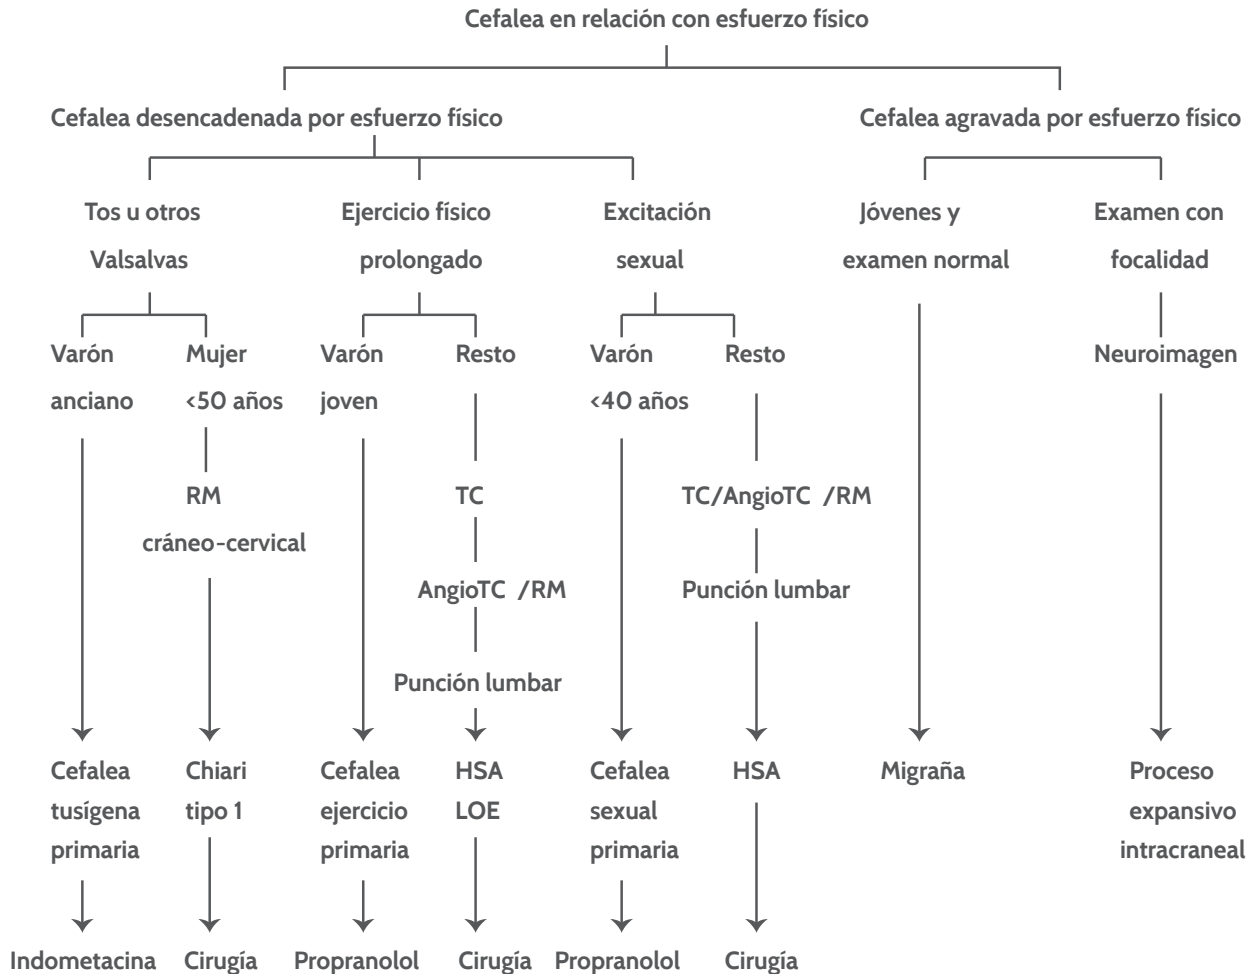 Cefalea en relación con esfuerzo físico
Cefalea desencadenada por esfuerzo físico
Cefalea agravada por esfuerzo físico
Tos u otros
Valsalvas
Ejercicio físico
prolongado
Excitación
sexual
Jóvenes y
examen normal
Examen con
focalidad
Varón
anciano
Mujer
<50 años
Varón
joven
Resto
Varón
<40 años
Resto
Neuroimagen
RM
cráneo-cervical
TC
AngioTC /RM
Punción lumbar
TC/AngioTC /RM
Punción lumbar
Cefalea
tusígena
primaria
Chiari
tipo 1
Cefalea
ejercicio
primaria
HSA
LOE
Cefalea
sexual
primaria
HSA
Migraña
Proceso
expansivo
intracraneal
Indometacina
Cirugía
Propranolol
Cirugía
Propranolol
Cirugía